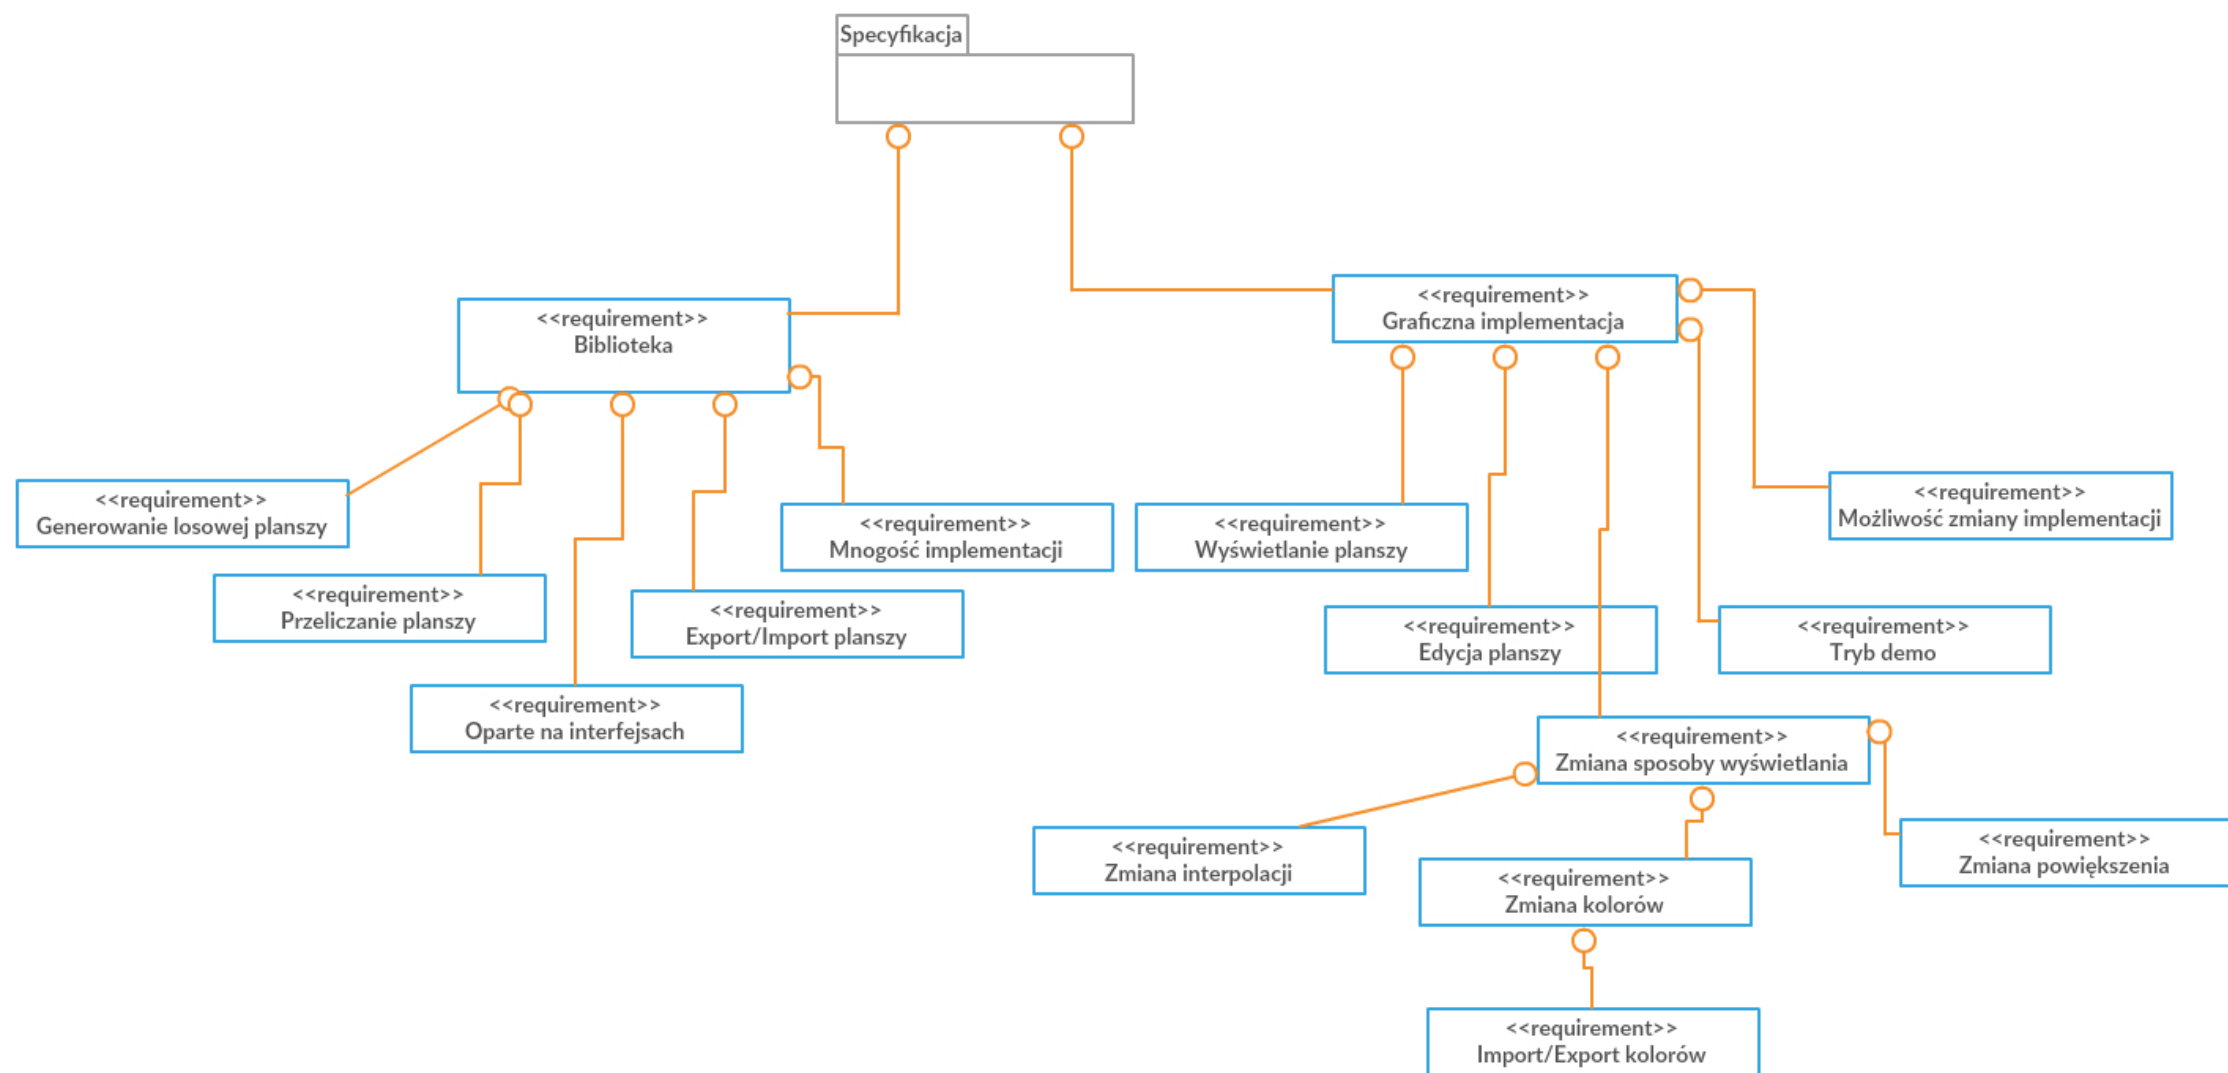 Specyfikacja
<<requirement>>
Biblioteka
<<requirement>>
Graficzna implementacja
<<requirement>>
Generowanie losowej planszy
<<requirement>>
Przeliczanie planszy
<<requirement>>
Oparte na interfejsach
<<requirement>>
Export/Import planszy
<<requirement>>
Mnogość implementacji
<<requirement>>
Wyświetlanie planszy
<<requirement>>
Edycja planszy
<<requirement>>
Zmiana sposoby wyświetlania
<<requirement>>
Tryb demo
<<requirement>>
Możliwość zmiany implementacji
<<requirement>>
Zmiana interpolacji
<<requirement>>
Zmiana kolorów
<<requirement>>
Zmiana powiększenia
<<requirement>>
Import/Export kolorów